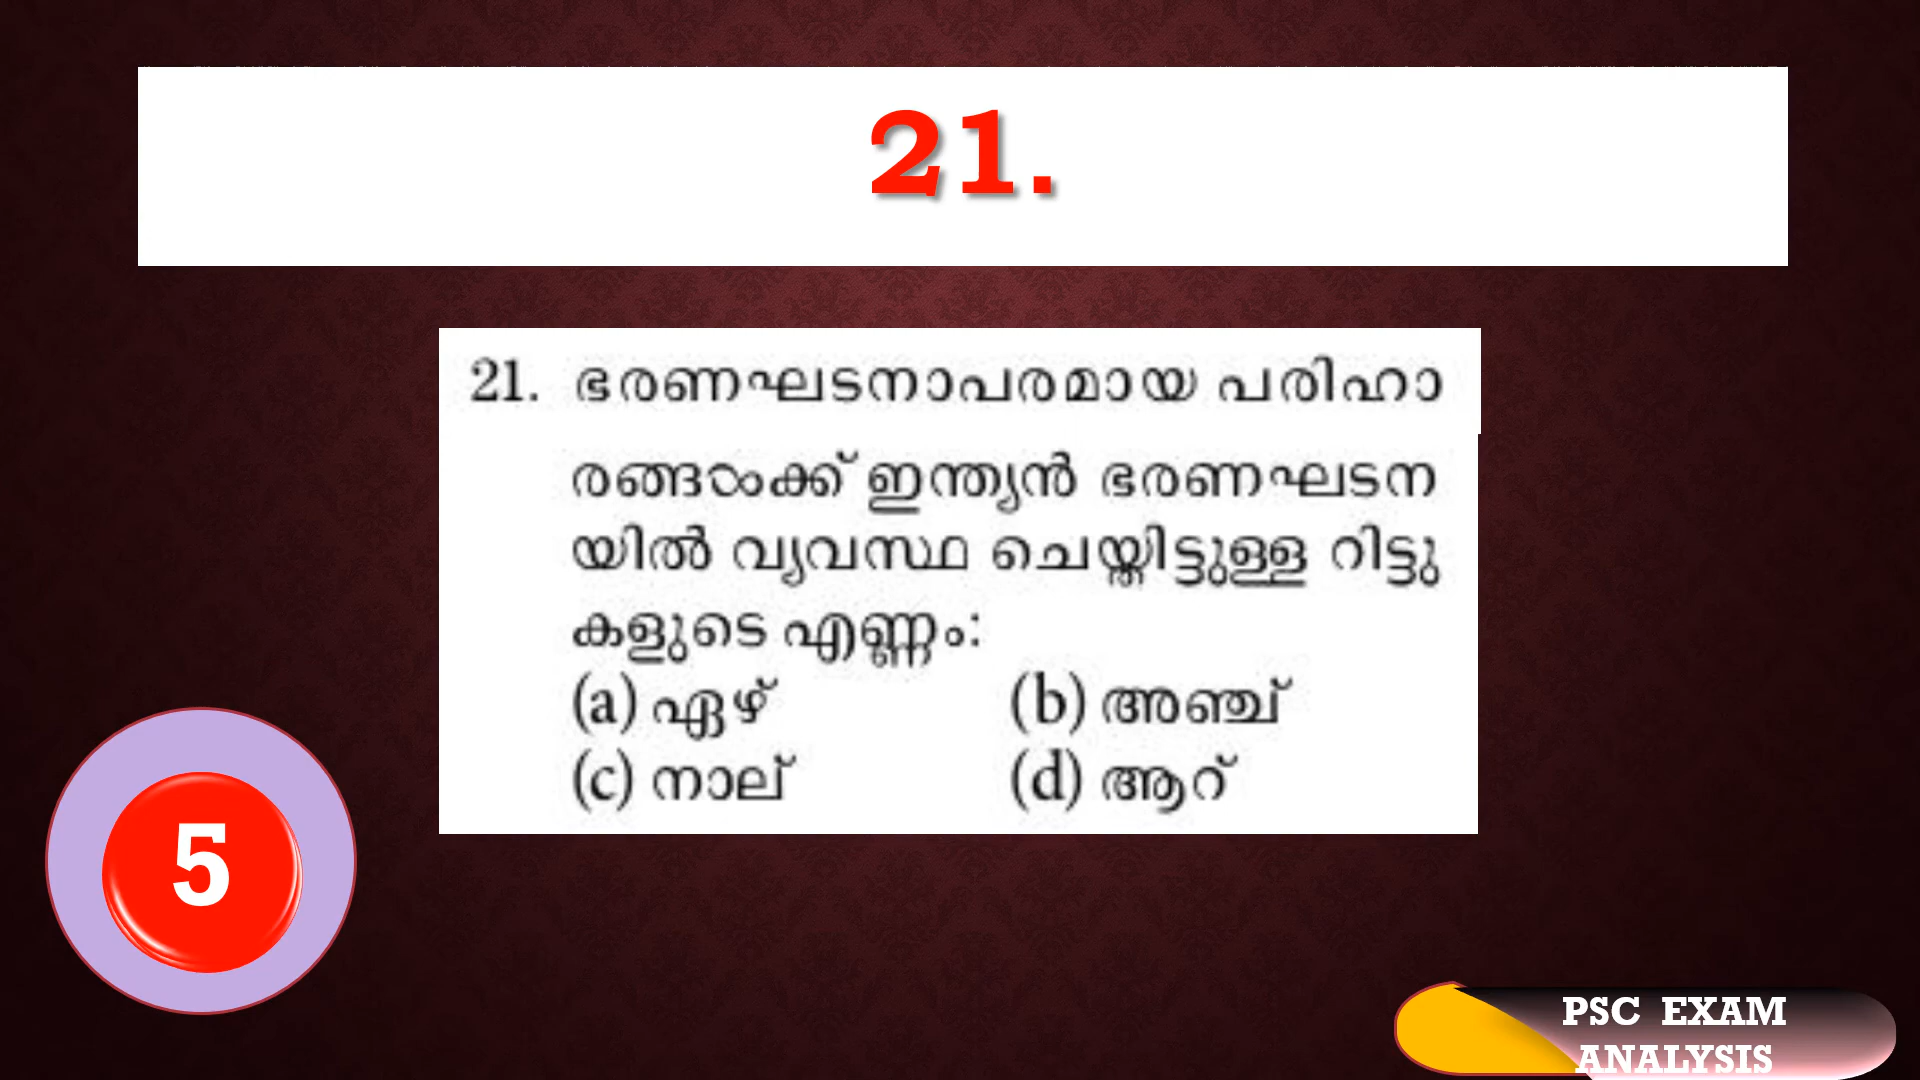 21.
21. ഭരണഘടനാപരമായ പരിഹാ
രങ്ങൾക്ക് ഇന്ത്യൻ ഭരണഘടന
യിൽ വ്യവസ്ഥ ചെയ്തിട്ടുള്ള റിട്ടു
കളുടെ എണ്ണം:
(a) ഏഴ് (b) അഞ്ച്
(c) നാല് (d) ആറ്
5
PSC EXAM
ANALYSIS